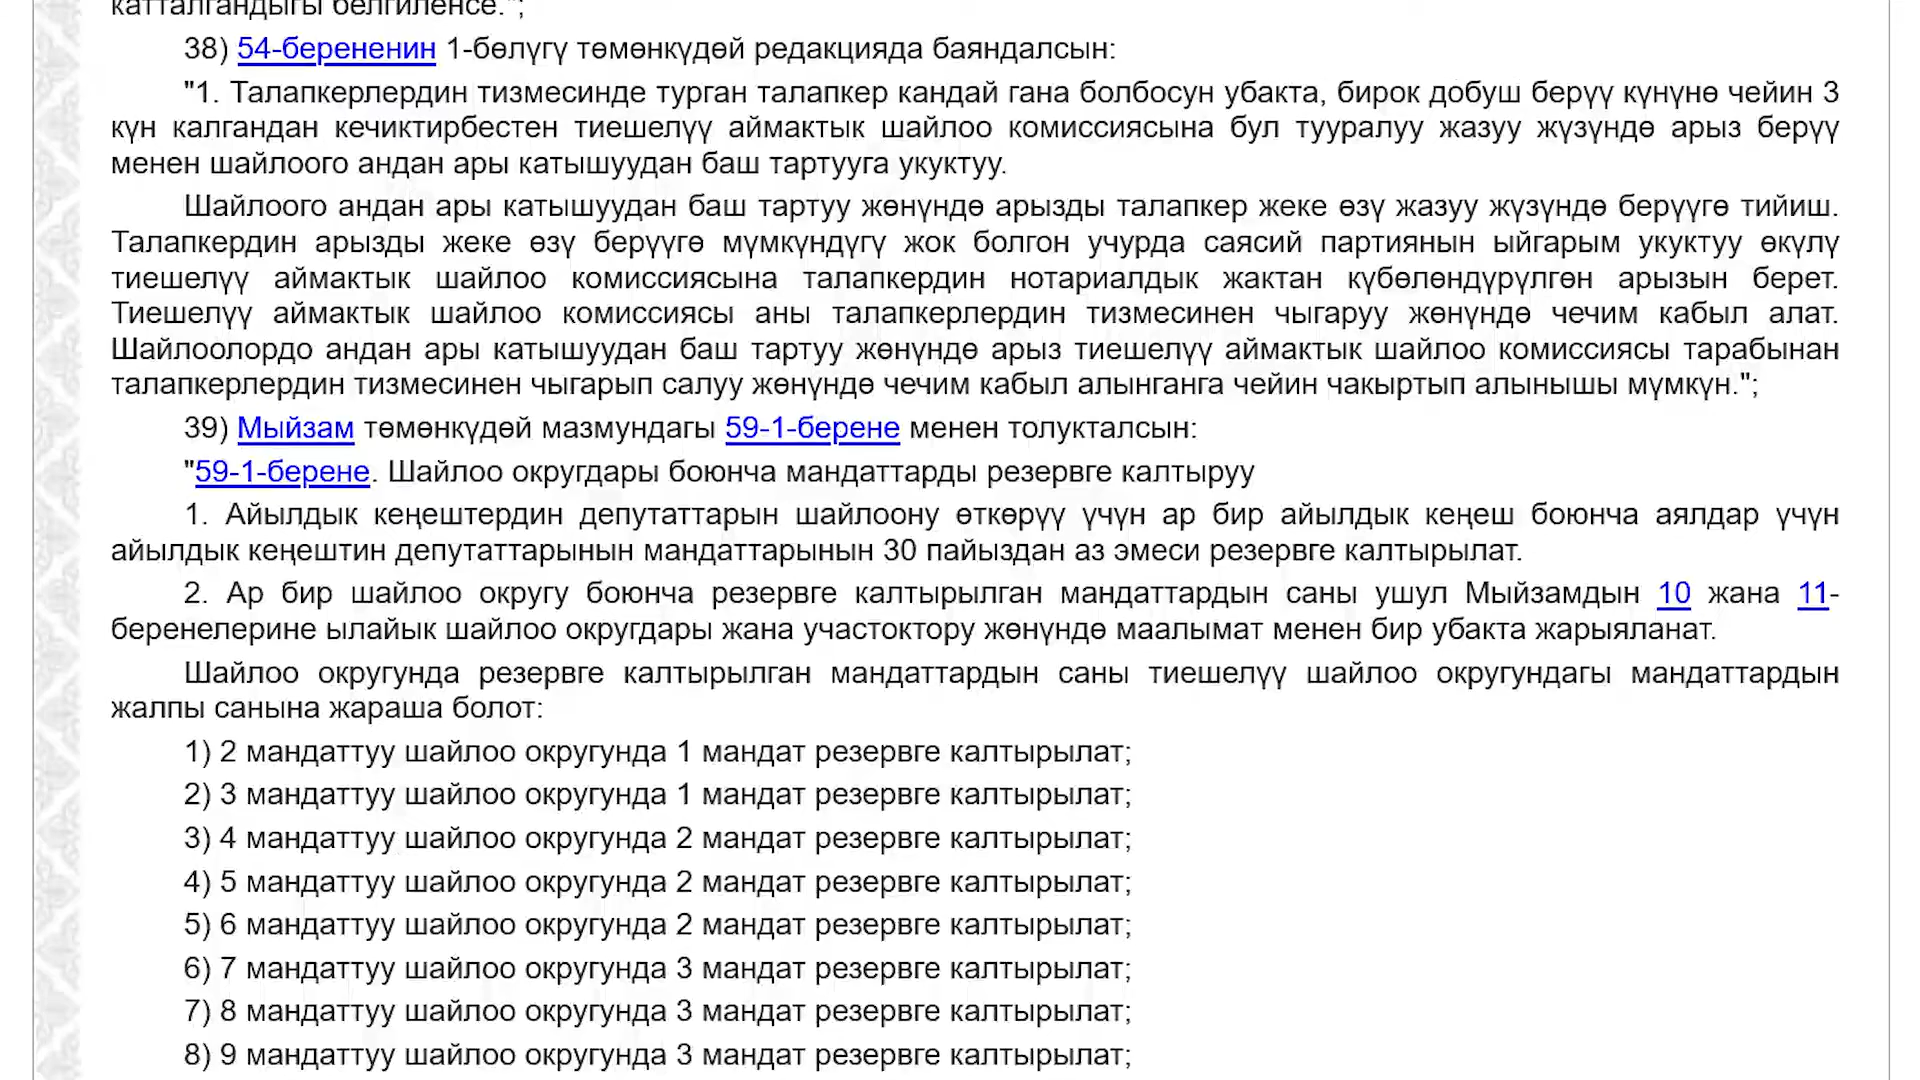 катталгандыгы белгиленсе.";
38) 54-берененин 1-бөлүгү төмөнкүдөй редакцияда баяндалсын:
"1. Талапкерлердин тизмесинде турган талапкер кандай гана болбосун убакта, бирок добуш берүү күнүнө чейин 3
күн калгандан кечиктирбестен тиешелүү аймактык шайлоо комиссиясына бул тууралуу жазуу жүзүндө арыз берүү
менен шайлоого андан ары катышуудан баш тартууга укуктуу.
Шайлоого андан ары катышуудан баш тартуу жөнүндө арызды талапкер жеке өзү жазуу жүзүндө берүүгө тийиш.
Талапкердин арызды жеке өзү берүүгө мүмкүндүгү жок болгон учурда саясий партиянын ыйгарым укуктуу өкүлү
тиешелүү аймактык шайлоо комиссиясына талапкердин нотариалдык жактан күбөлөндүрүлгөн арызын берет.
Тиешелүү аймактык шайлоо комиссиясы аны талапкерлердин тизмесинен чыгаруу жөнүндө чечим кабыл алат.
Шайлоолордо андан ары катышуудан баш тартуу жөнүндө арыз тиешелүү аймактык шайлоо комиссиясы тарабынан
талапкерлердин тизмесинен чыгарып салуу жөнүндө чечим кабыл алынганга чейин чакыртып алынышы мүмкүн.";
39) Мыйзам төмөнкүдөй мазмундагы 59-1-берене менен толукталсын:
"59-1-берене. Шайлоо округдары боюнча мандаттарды резервге калтыруу
1. Айылдык кеңештердин депутаттарын шайлоону өткөрүү үчүн ар бир айылдык кеңеш боюнча аялдар үчүн
айылдык кеңештин депутаттарынын мандаттарынын 30 пайыздан аз эмеси резервге калтырылат.
2. Ар бир шайлоо округу боюнча резервге калтырылган мандаттардын саны ушул Мыйзамдын 10 жана 11-
беренелерине ылайык шайлоо округдары жана участоктору жөнүндө маалымат менен бир убакта жарыяланат.
Шайлоо округунда резервге калтырылган мандаттардын саны тиешелүү шайлоо округундагы мандаттардын
жалпы санына жараша болот:
1) 2 мандаттуу шайлоо округунда 1 мандат резервге калтырылат;
2) 3 мандаттуу шайлоо округунда 1 мандат резервге калтырылат;
3) 4 мандаттуу шайлоо округунда 2 мандат резервге калтырылат;
4) 5 мандаттуу шайлоо округунда 2 мандат резервге калтырылат;
5) 6 мандаттуу шайлоо округунда 2 мандат резервге калтырылат;
6) 7 мандаттуу шайлоо округунда 3 мандат резервге калтырылат;
7) 8 мандаттуу шайлоо округунда 3 мандат резервге калтырылат;
8) 9 мандаттуу шайлоо округунда 3 мандат резервге калтырылат;